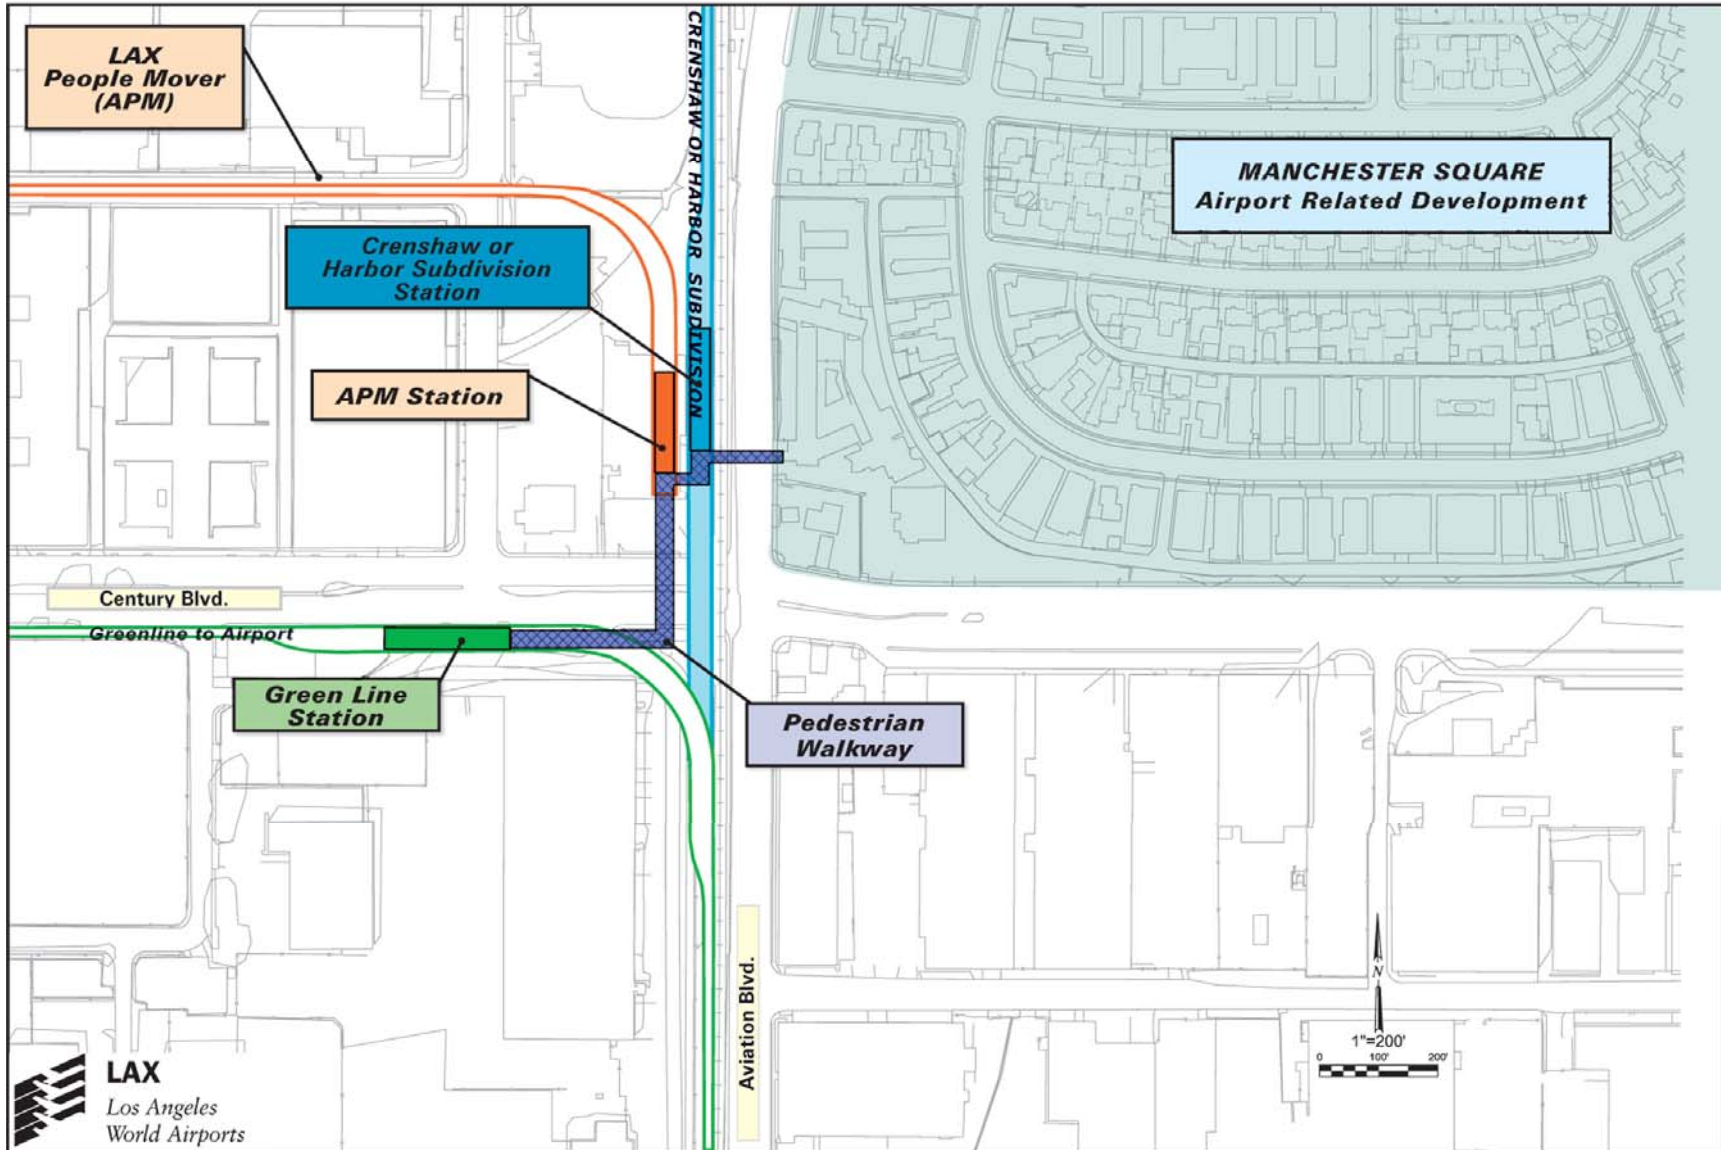 LAX
People Mover
(APM)
CRENSHAW OR HARBOR SUBDIVISION
MANCHESTER SQUARE
Airport Related Development
Crenshaw or
Harbor Subdivision
Station
APM Station
Century Blvd.
Greenline to Airport
Green Line
Station
Pedestrian
Walkway
Aviation Blvd.
N
1"=200'
0 100' 200'
LAX
Los Angeles
World Airports